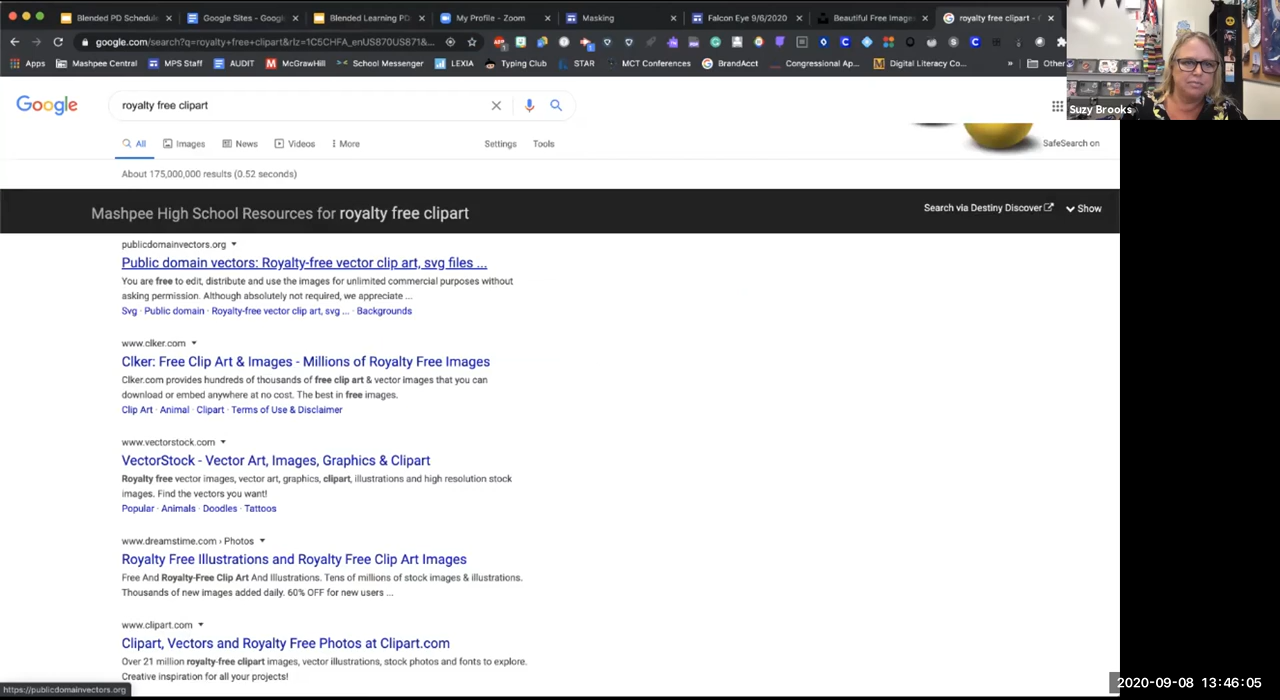 Blended PD Schedul
Google Sites - Googl
Blended Learning PD
My Profile - Zoom
Masking
Falcon Eye 9/6/2020
Beautiful Free Images
royalty free clipart -
google.com/search?q=royalty+free+clipart&rlz=1C5CHFA_enUS870US871&...
Apps
Mashpee Central
MPS Staff
AUDIT
McGrawHill
School Messenger
LEXIA
Typing Club
STAR
MCT Conferences
BrandAcct
Congressional Ap...
Digital Literacy Co...
»
Other
Suzy Brooks
Google
royalty free clipart
All
Images
News
Videos
More
Settings
Tools
SafeSearch on
About 175,000,000 results (0.52 seconds)
Mashpee High School Resources for royalty free clipart
Search via Destiny Discover
Show
publicdomainvectors.org
Public domain vectors: Royalty-free vector clip art, svg files ...
You are free to edit, distribute and use the images for unlimited commercial purposes without
asking permission. Although absolutely not required, we appreciate ...
Svg · Public domain · Royalty-free vector clip art, svg ... · Backgrounds
www.clker.com
Clker: Free Clip Art & Images - Millions of Royalty Free Images
Clker.com provides hundreds of thousands of free clip art & vector images that you can
download or embed anywhere at no cost. The best in free images.
Clip Art · Animal · Clipart · Terms of Use & Disclaimer
www.vectorstock.com
VectorStock - Vector Art, Images, Graphics & Clipart
Royalty free vector images, vector art, graphics, clipart, illustrations and high resolution stock
images. Find the vectors you want!
Popular · Animals · Doodles · Tattoos
www.dreamstime.com › Photos
Royalty Free Illustrations and Royalty Free Clip Art Images
Free And Royalty-Free Clip Art And Illustrations. Tens of millions of stock images & illustrations.
Thousands of new images added daily. 60% OFF for new users ...
www.clipart.com
Clipart, Vectors and Royalty Free Photos at Clipart.com
Over 21 million royalty-free clipart images, vector illustrations, stock photos and fonts to explore.
Creative inspiration for all your projects!
https://publicdomainvectors.org
2020-09-08 13:46:05